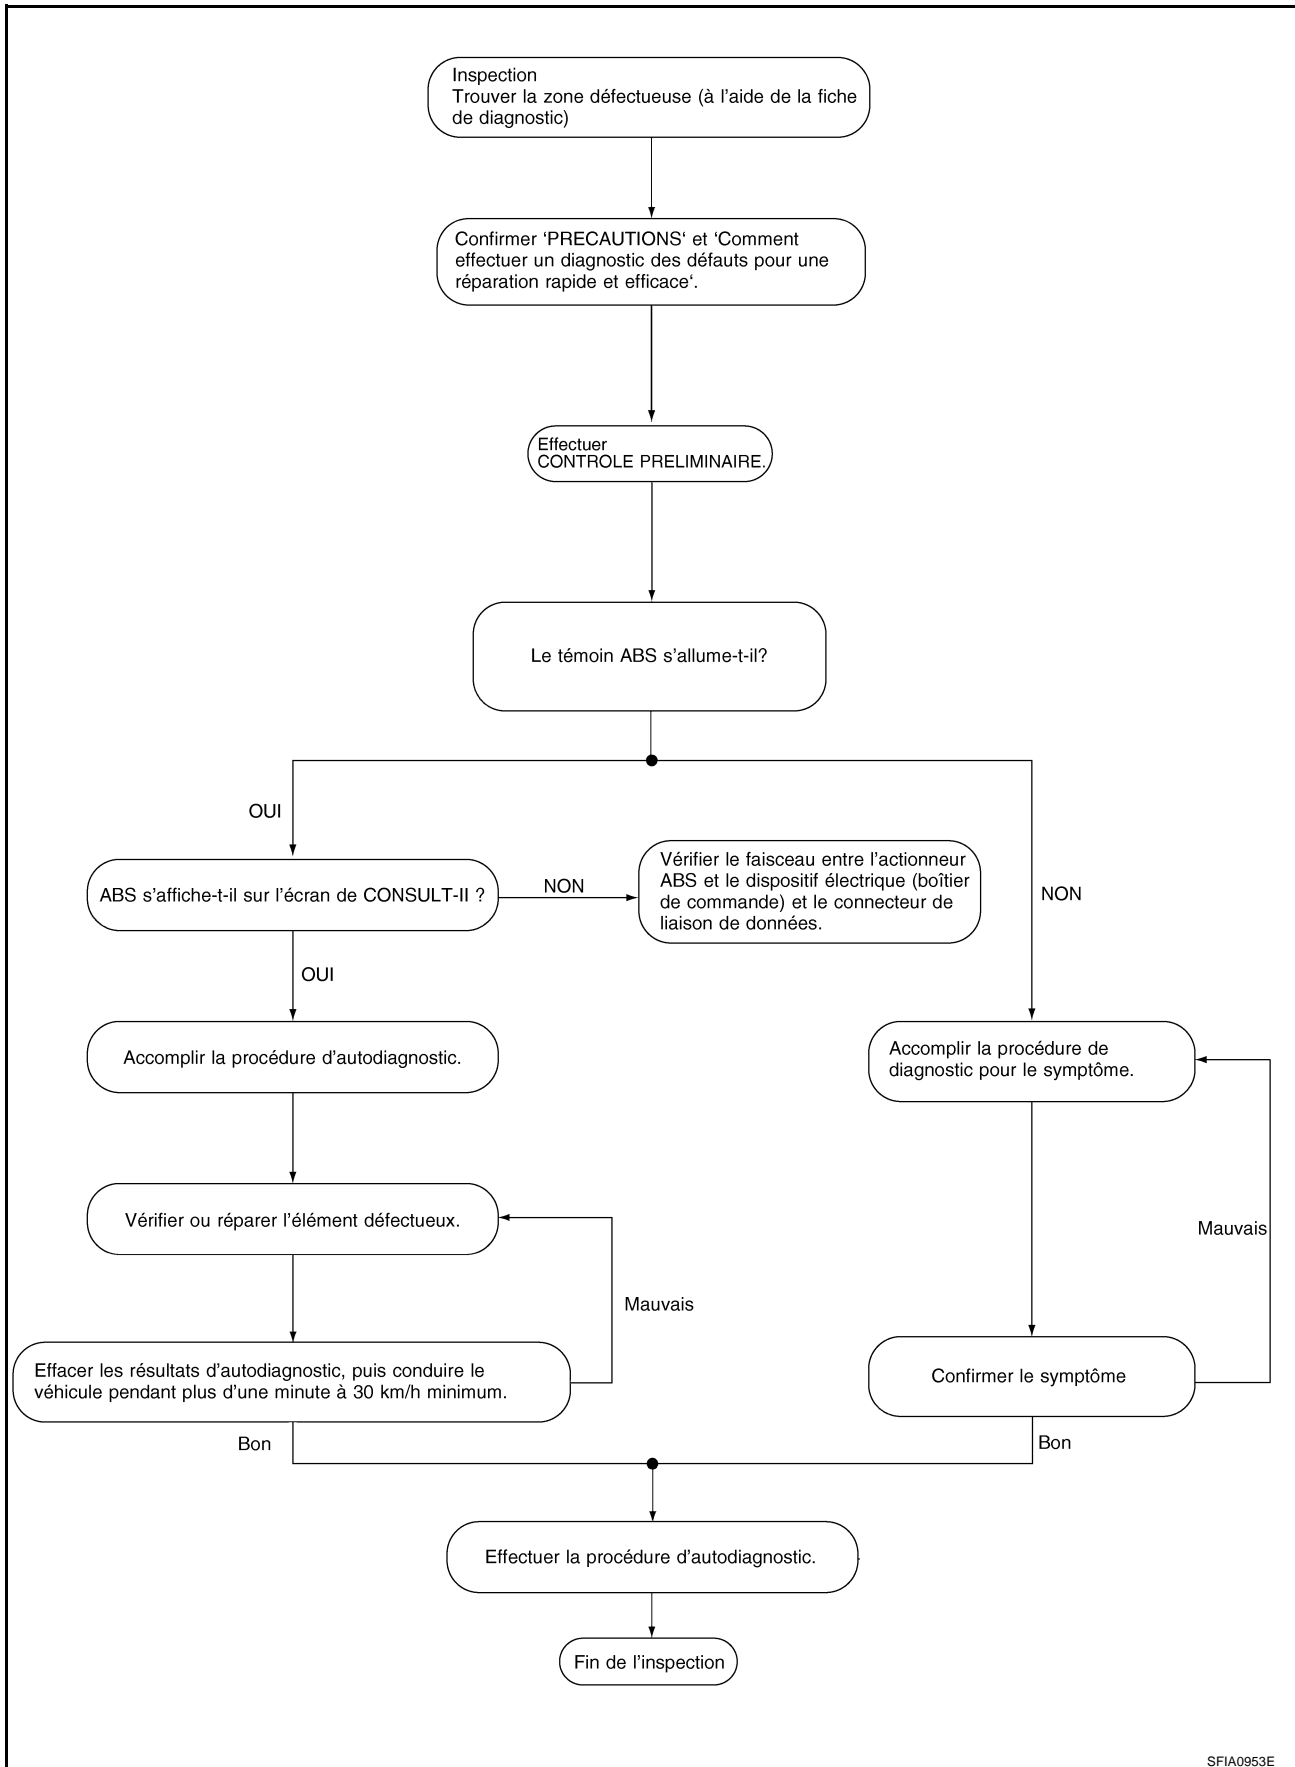 Inspection
Trouver la zone défectueuse (à l'aide de la fiche
de diagnostic)
Confirmer ‘PRECAUTIONS‘ et ‘Comment
effectuer un diagnostic des défauts pour une
réparation rapide et efficace‘.
Effectuer
CONTROLE PRELIMINAIRE.
Le témoin ABS s'allume-t-il?
OUI
ABS s'affiche-t-il sur l'écran de CONSULT-II ?
NON
Vérifier le faisceau entre l'actionneur
ABS et le dispositif électrique (boîtier
de commande) et le connecteur de
liaison de données.
NON
OUI
Accomplir la procédure d'autodiagnostic.
Accomplir la procédure de
diagnostic pour le symptôme.
Vérifier ou réparer l'élément défectueux.
Mauvais
Mauvais
Effacer les résultats d'autodiagnostic, puis conduire le
véhicule pendant plus d'une minute à 30 km/h minimum.
Confirmer le symptôme
Bon
Bon
Effectuer la procédure d'autodiagnostic.
Fin de l'inspection
SFIA0953E